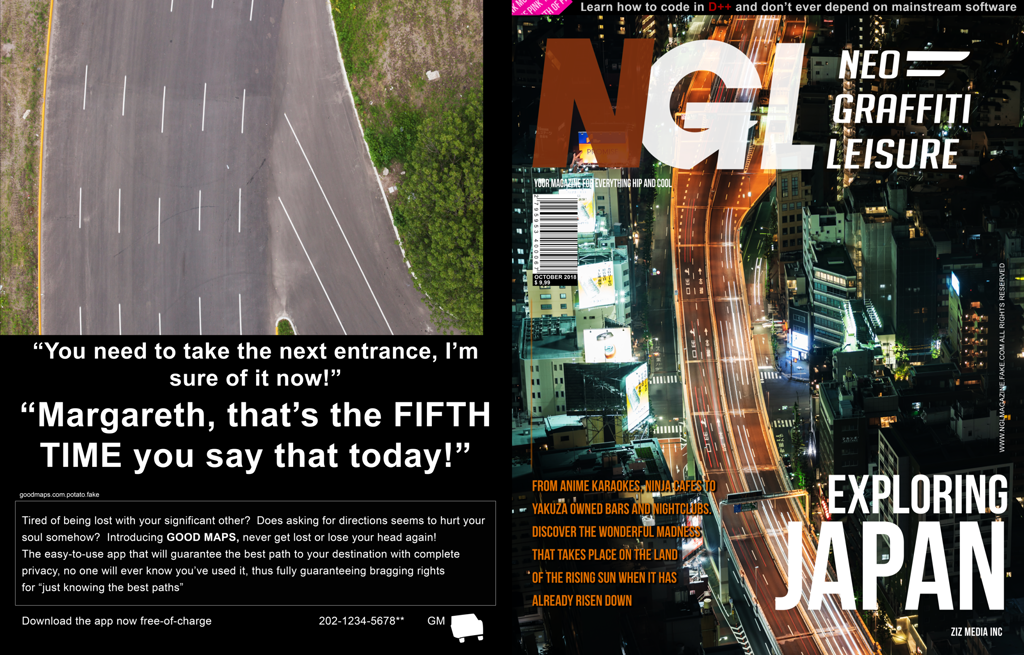 “You need to take the next entrance, I’m
sure of it now!”
“Margareth, that’s the FIFTH
TIME you say that today!”
goodmaps.com.potato.fake
Tired of being lost with your significant other? Does asking for directions seems to hurt your
soul somehow? Introducing GOOD MAPS, never get lost or lose your head again!
The easy-to-use app that will guarantee the best path to your destination with complete
privacy, no one will ever know you’ve used it, thus fully guaranteeing bragging rights
for “just knowing the best paths”
Download the app now free-of-charge
202-1234-5678**
GM
Learn how to code in D++ and don’t ever depend on mainstream software
NGL
NEO
GRAFFITI
LEISURE
YOUR MAGAZINE FOR EVERYTHING HIP AND COOL
OCTOBER 2018
$ 9,99
WWW.NGLMAGAZINE.FAKE.COM ALL RIGHTS RESERVED
FROM ANIME KARAOKES, NINJA CAFES TO
YAKUZA OWNED BARS AND NIGHTCLUBS.
DISCOVER THE WONDERFUL MADNESS
THAT TAKES PLACE ON THE LAND
OF THE RISING SUN WHEN IT HAS
ALREADY RISEN DOWN
EXPLORING
JAPAN
ZIZ MEDIA INC